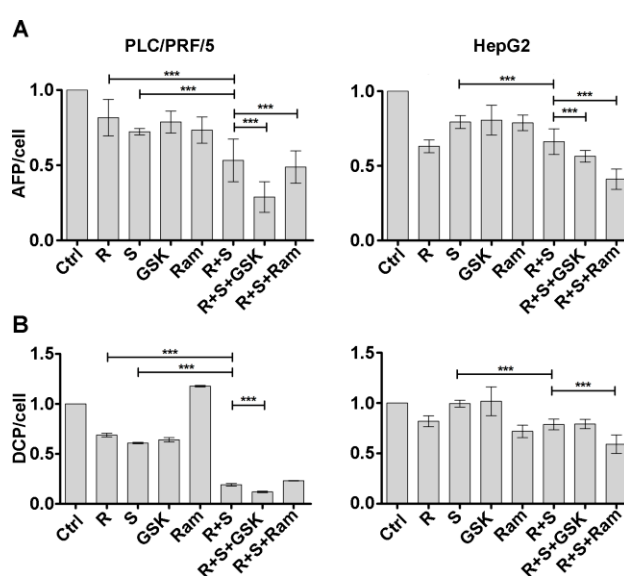 A
PLC/PRF/5
HepG2
AFP/cell
1.0
0.5
0.0
***
***
***
***
Ctrl
R
S
GSK
Ram
R+S
R+S+GSK
R+S+Ram
1.0
0.5
0.0
***
***
***
Ctrl
R
S
GSK
Ram
R+S
R+S+GSK
R+S+Ram
B
DCP/cell
1.5
1.0
0.5
0.0
***
***
***
Ctrl
R
S
GSK
Ram
R+S
R+S+GSK
R+S+Ram
1.5
1.0
0.5
0.0
***
***
Ctrl
R
S
GSK
Ram
R+S
R+S+GSK
R+S+Ram